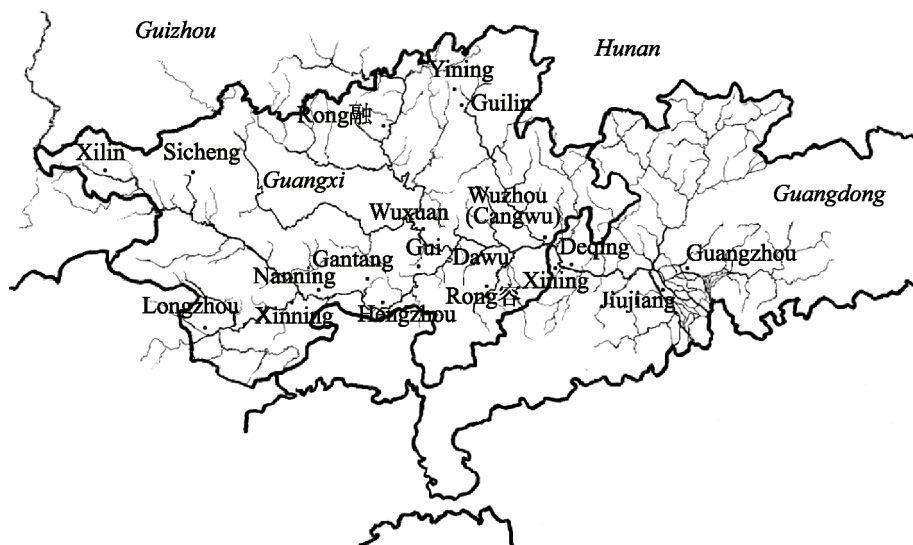 Guizhou
Hunan
Yining
Guilin
Rong融
Xilin
Sicheng
Guangxi
Guangdong
Wuzhou
(Cangwu)
Wuxuan
Gui
Dawu
Deqing
Guangzhou
Gantang
Nanning
Xining
Rong谷
Jiujiang
Longzhou
Xinning
Hengzhou